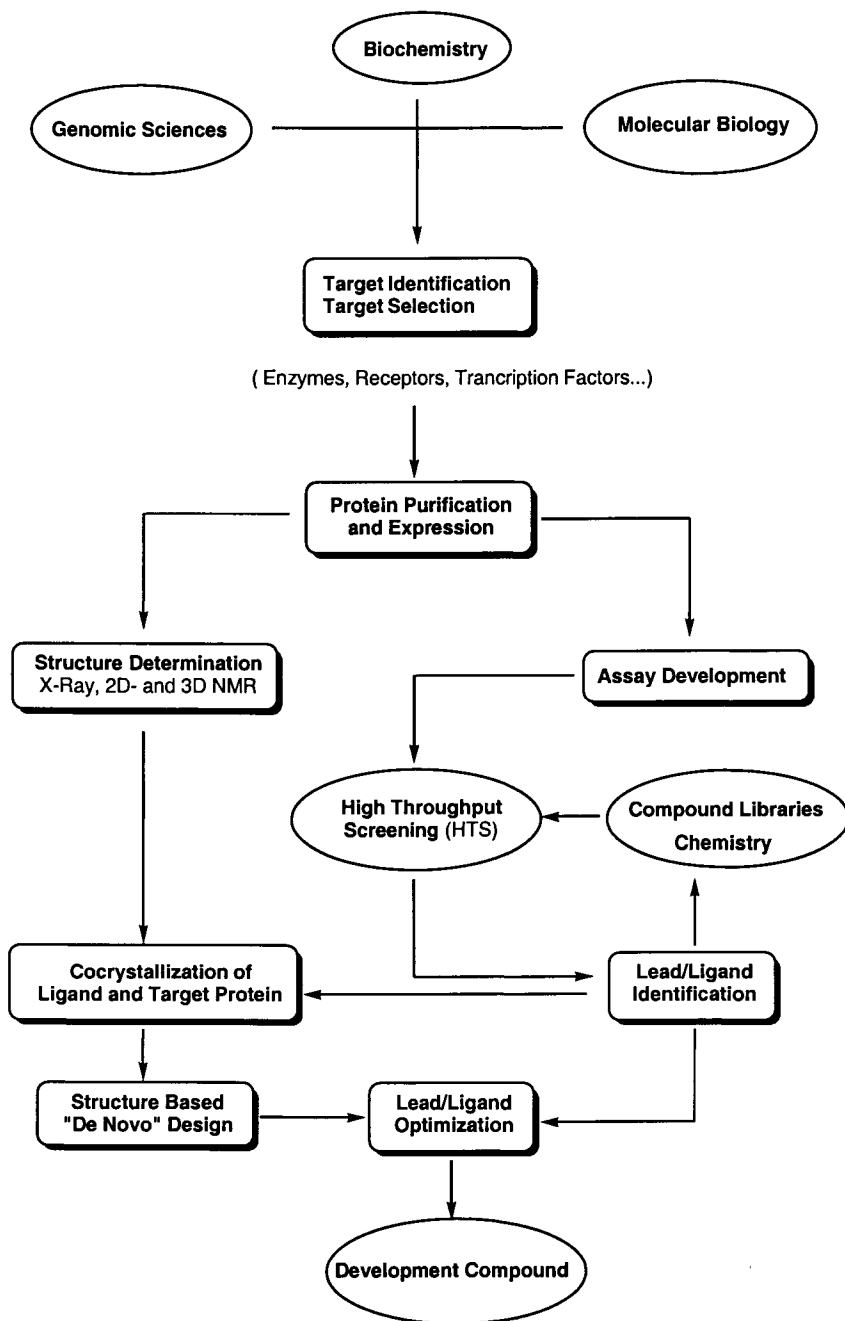 Biochemistry
Genomic Sciences
Molecular Biology
Target Identification
Target Selection
( Enzymes, Receptors, Trancription Factors...)
Protein Purification
and Expression
Structure Determination
X-Ray, 2D- and 3D NMR
Assay Development
High Throughput
Screening (HTS)
Compound Libraries
Chemistry
Cocrystallization of
Ligand and Target Protein
Lead/Ligand
Identification
Structure Based
"De Novo" Design
Lead/Ligand
Optimization
Development Compound